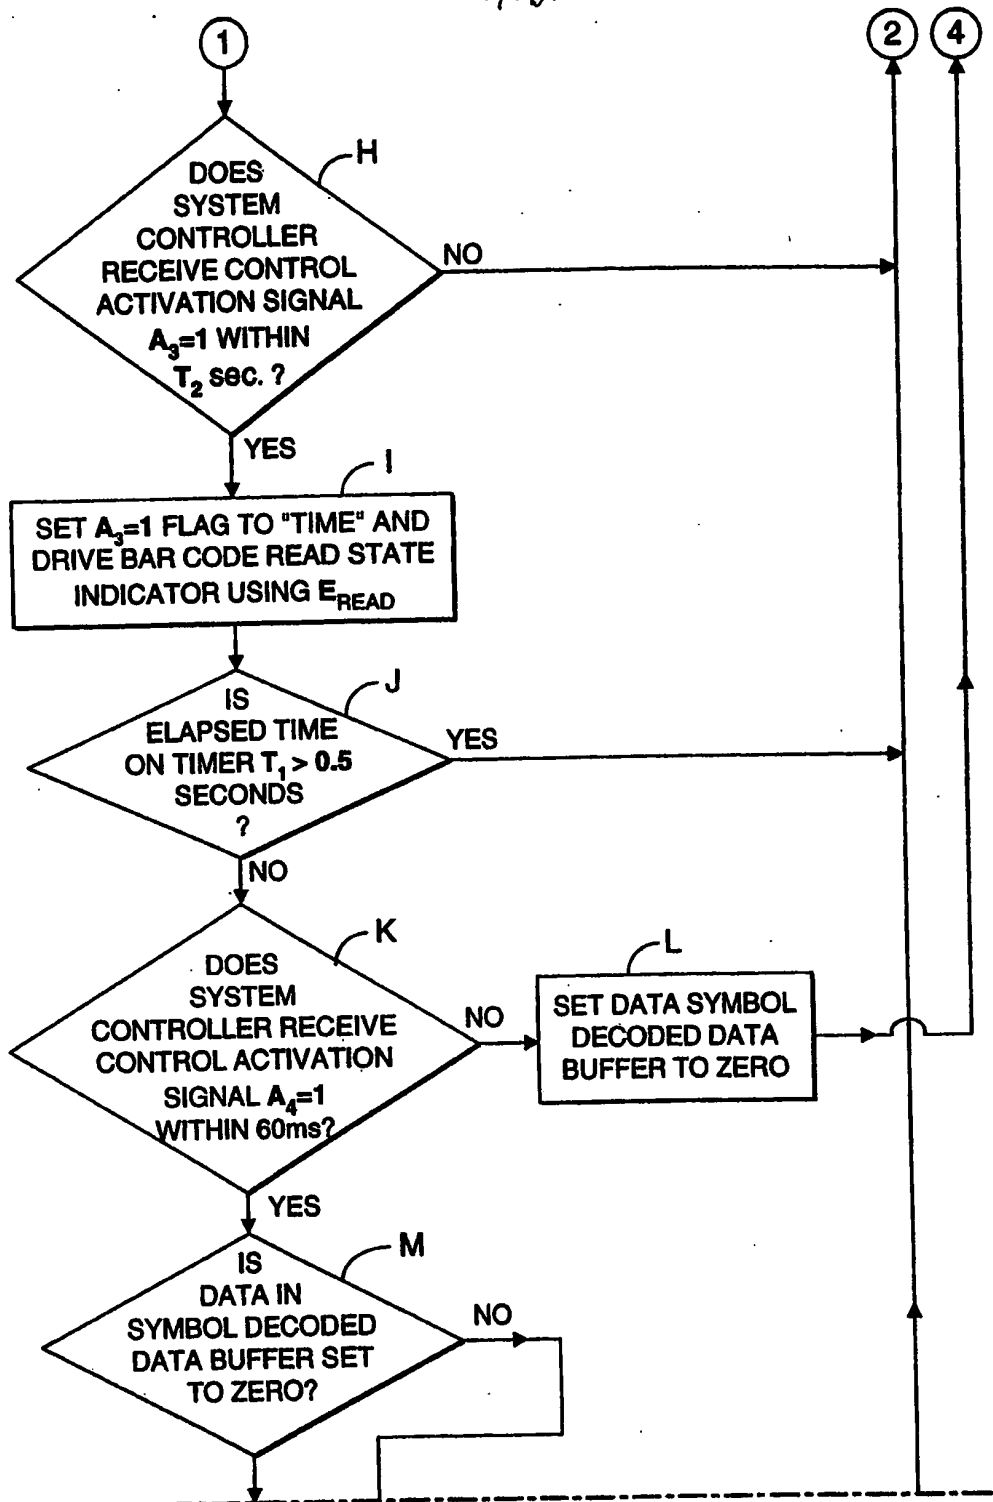 1
2
4
H
DOES
SYSTEM
CONTROLLER
RECEIVE CONTROL
ACTIVATION SIGNAL
A3=1 WITHIN
T2 sec. ?
NO
YES
I
SET A3=1 FLAG TO "TIME" AND
DRIVE BAR CODE READ STATE
INDICATOR USING EREAD
J
IS
ELAPSED TIME
ON TIMER T1 > 0.5
SECONDS
?
YES
NO
K
DOES
SYSTEM
CONTROLLER RECEIVE
CONTROL ACTIVATION
SIGNAL A4=1
WITHIN 60ms?
NO
L
SET DATA SYMBOL
DECODED DATA
BUFFER TO ZERO
YES
M
IS
DATA IN
SYMBOL DECODED
DATA BUFFER SET
TO ZERO?
NO